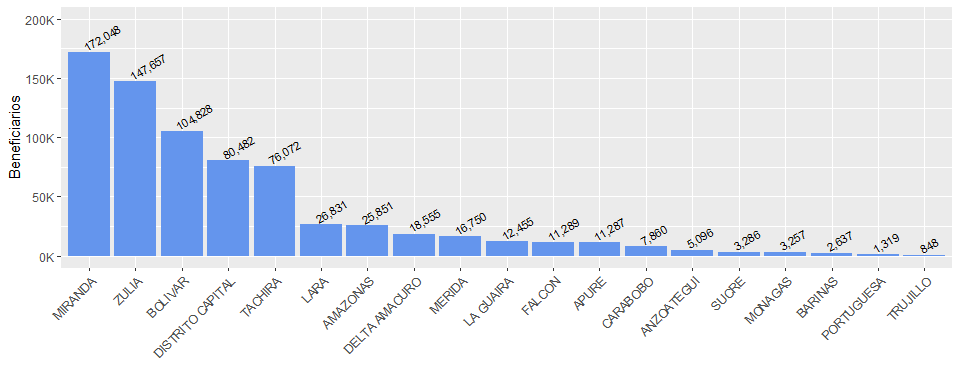 200K
150K
100K
50K
0K
Beneficiarios
172,048
147,657
104,828
80,482
76,072
26,831
25,851
18,555
16,750
12,455
11,289
11,287
7,860
5,096
3,286
3,257
2,637
1,319
848
MIRANDA
ZULIA
BOLIVAR
DISTRITO CAPITAL
TACHIRA
LARA
AMAZONAS
DELTA AMACURO
MERIDA
LA GUAIRA
FALCON
APURE
CARABOBO
ANZOATEGUI
SUCRE
MONAGAS
BARINAS
PORTUGUESA
TRUJILLO